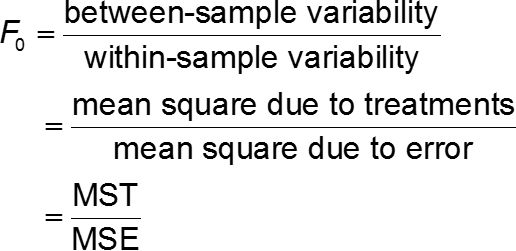 F₀ = between-sample variability / within-sample variability
= mean square due to treatments / mean square due to error
= MST / MSE